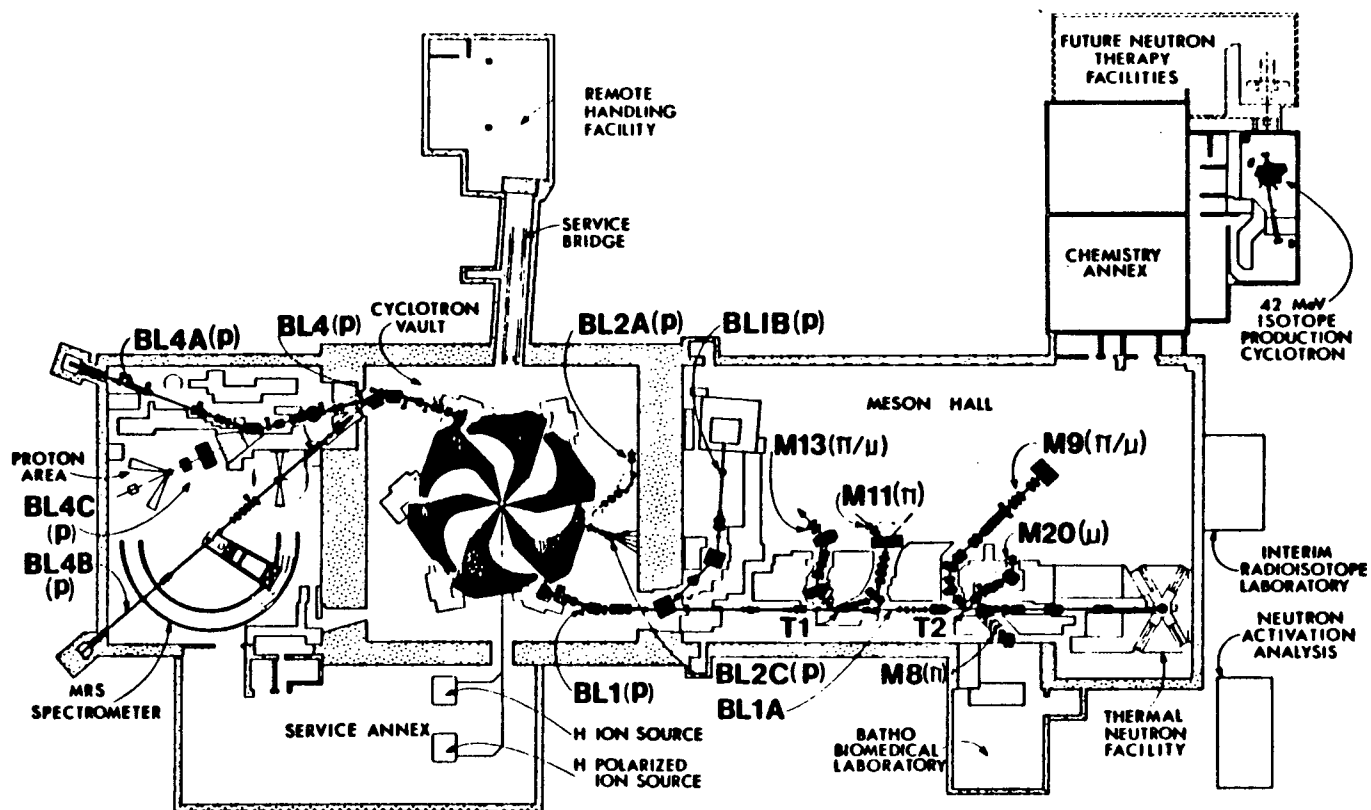 FUTURE NEUTRON
THERAPY
FACILITIES
REMOTE
HANDLING
FACILITY
SERVICE
BRIDGE
CHEMISTRY
ANNEX
42 MeV
ISOTOPE
PRODUCTION
CYCLOTRON
CYCLOTRON
VAULT
BL4A(p)
BL4(p)
BL2A(p)
BL1B(p)
MESON HALL
M13(π/μ)
M9(π/μ)
M11(π)
M20(μ)
PROTON
AREA
BL4C
(p)
BL4B
(p)
INTERIM
RADIOISOTOPE
LABORATORY
NEUTRON
ACTIVATION
ANALYSIS
T1
T2
MRS
SPECTROMETER
BL1(p)
BL2C(p)
BL1A
M8(π)
SERVICE ANNEX
H ION SOURCE
H POLARIZED
ION SOURCE
BATHO
BIOMEDICAL
LABORATORY
THERMAL
NEUTRON
FACILITY